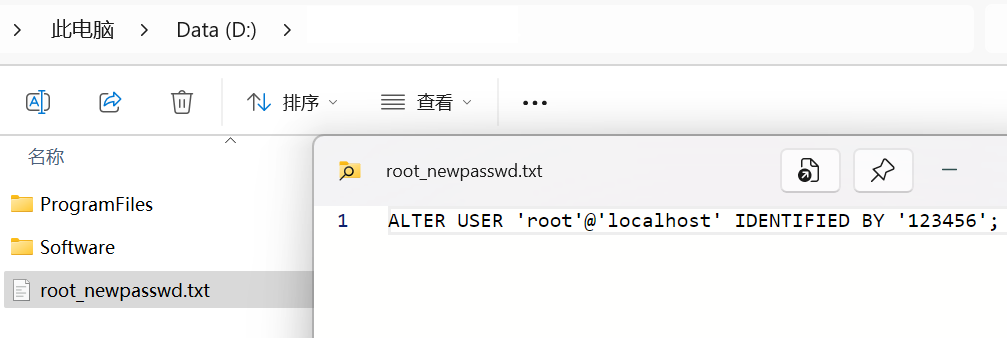 此电脑 > Data (D:) >
排序 查看 •••
名称
ProgramFiles
Software
root_newpasswd.txt
root_newpasswd.txt
1 ALTER USER 'root'@'localhost' IDENTIFIED BY '123456';